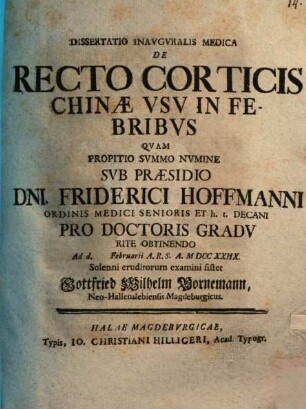 DISSERTATIO INAVGVRALIS MEDICA
DE
RECTO CORTICIS
CHINÆ VSV IN FE-
BRIBVS
QVAM
PROPITIO SVMMO NVMINE
SVB PRÆSIDIO
DNI. FRIDERICI HOFFMANNI
ORDINIS MEDICI SENIORIS ET h. t. DECANI
PRO DOCTORIS GRADV
RITE OBTINENDO
Ad d. Februarii A. R. S. A. MDCCXXIIX.
Solenni eruditorum examini sistet
Gottfried Wilhelm Bornemann,
Neo-Hallenslebiensis Magdeburgicus.
HALAE MAGDEBVRGICAE,
Typis, IO. CHRISTIANI HILLIGERI, Acad. Typogr.